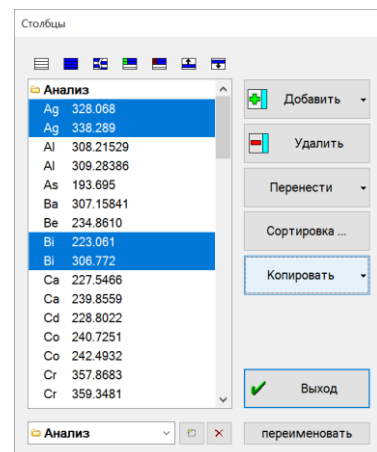 Столбцы
Анализ
Ag 328.068
Ag 338.289
Al 308.21529
Al 309.28386
As 193.695
Ba 307.15841
Be 234.8610
Bi 223.061
Bi 306.772
Ca 227.5466
Ca 239.8559
Cd 228.8022
Co 240.7251
Co 242.4932
Cr 357.8683
Cr 359.3481
Анализ
Добавить
Удалить
Перенести
Сортировка ...
Копировать
Выход
переименовать